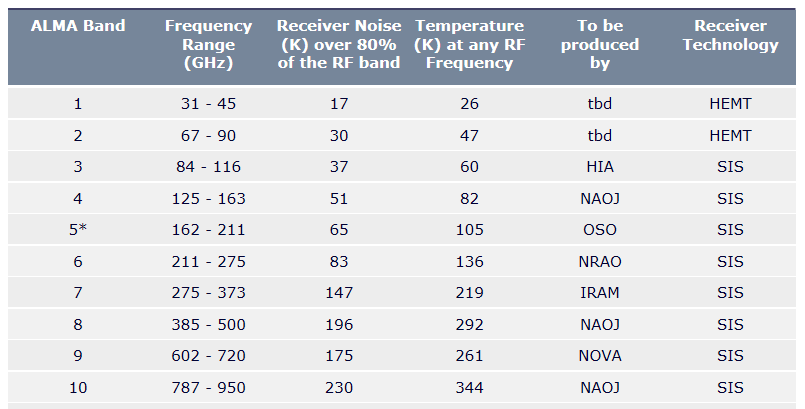 ALMA Band Frequency Range (GHz) Receiver Noise (K) over 80% of the RF band Temperature (K) at any RF Frequency To be produced by Receiver Technology
1 31 - 45 17 26 tbd HEMT
2 67 - 90 30 47 tbd HEMT
3 84 - 116 37 60 HIA SIS
4 125 - 163 51 82 NAOJ SIS
5* 162 - 211 65 105 OSO SIS
6 211 - 275 83 136 NRAO SIS
7 275 - 373 147 219 IRAM SIS
8 385 - 500 196 292 NAOJ SIS
9 602 - 720 175 261 NOVA SIS
10 787 - 950 230 344 NAOJ SIS